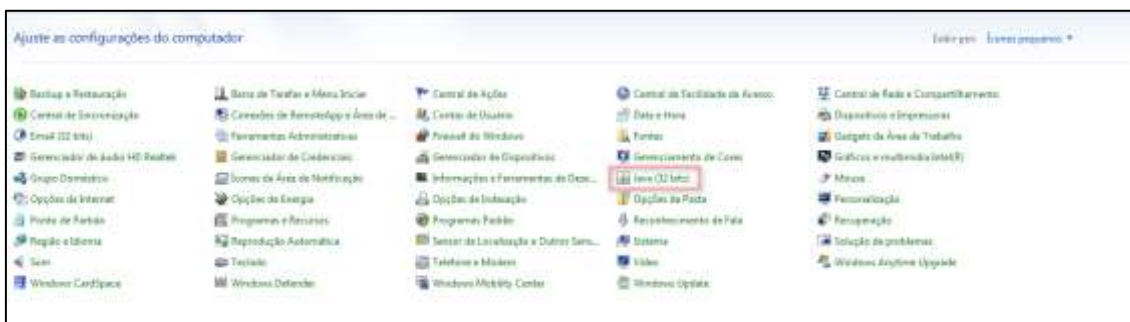 Ajuste as configurações do computador
Exibir por: Ícones pequenos
Backup e Restauração
Barra de Tarefas e Menu Iniciar
Central de Ações
Central de Facilidade de Acesso
Central de Rede e Compartilhamento
Central de Sincronização
Conexões de RemoteApp e Área de ...
Contas de Usuário
Data e Hora
Dispositivos e Impressoras
Email (32 bits)
Ferramentas Administrativas
Firewall do Windows
Fontes
Gadgets da Área de Trabalho
Gerenciador de áudio HD Realtek
Gerenciador de Credenciais
Gerenciador de Dispositivos
Gerenciamento de Cores
Gráficos e multimídia Intel(R)
Grupo Doméstico
Ícones da Área de Notificação
Informações e Ferramentas de Dese...
Java (32 bits)
Mouse
Opções da Internet
Opções de Energia
Opções de Indexação
Opções de Pasta
Personalização
Ponto de Partida
Programas e Recursos
Programas Padrão
Reconhecimento de Fala
Recuperação
Região e Idioma
Reprodução Automática
Sensor de Localização e Outros Sens...
Sistema
Solução de problemas
Som
Teclado
Telefone e Modem
Vídeo
Windows Anytime Upgrade
Windows CardSpace
Windows Defender
Windows Mobility Center
Windows Update